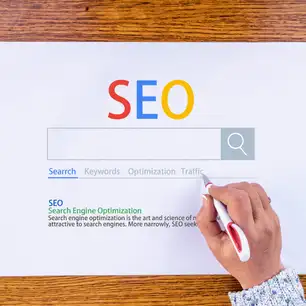 SEO
Search Keywords Optimization Traffic
SEO
Search Engine Optimization
Search engine optimization is the art and science of
attractive to search engines. More narrowly, SEO seek